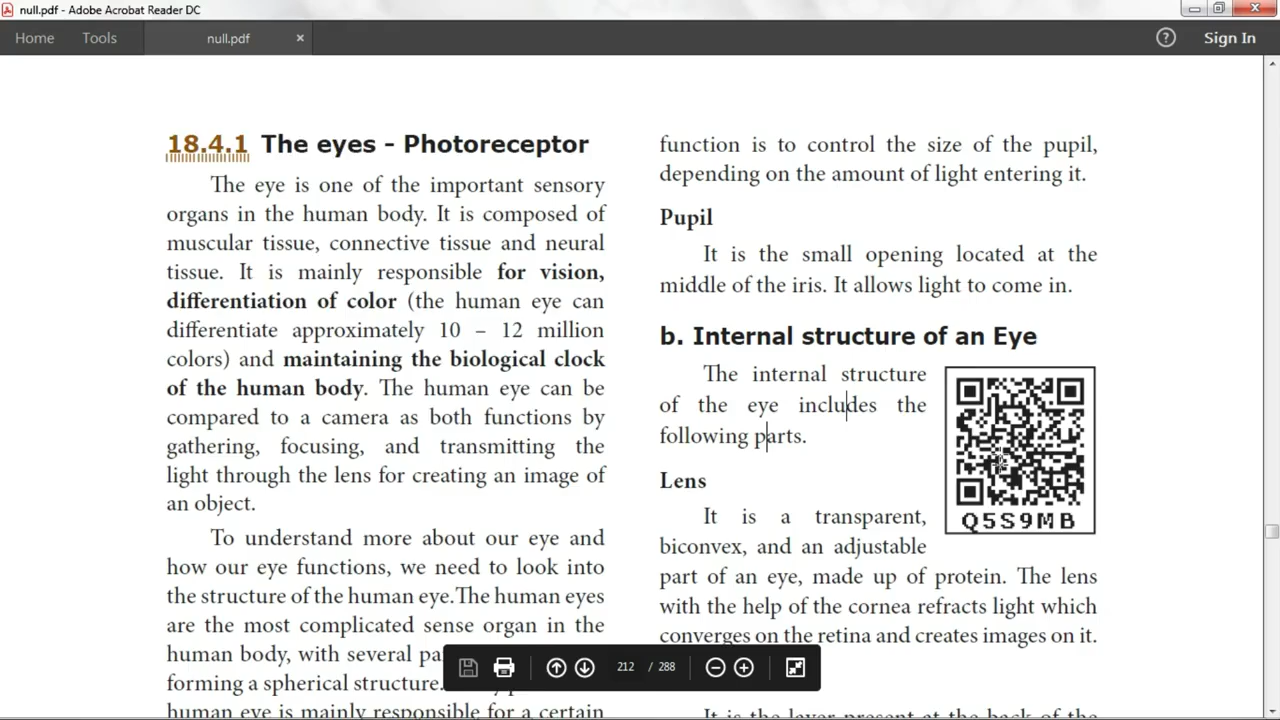 null.pdf - Adobe Acrobat Reader DC
Home
Tools
null.pdf
×
?
Sign In
18.4.1 The eyes - Photoreceptor
The eye is one of the important sensory
organs in the human body. It is composed of
muscular tissue, connective tissue and neural
tissue. It is mainly responsible for vision,
differentiation of color (the human eye can
differentiate approximately 10 – 12 million
colors) and maintaining the biological clock
of the human body. The human eye can be
compared to a camera as both functions by
gathering, focusing, and transmitting the
light through the lens for creating an image of
an object.
To understand more about our eye and
how our eye functions, we need to look into
the structure of the human eye.The human eyes
are the most complicated sense organ in the
human body, with several
forming a spherical structure.
human eye is mainly responsible for a certain
function is to control the size of the pupil,
depending on the amount of light entering it.
Pupil
It is the small opening located at the
middle of the iris. It allows light to come in.
b. Internal structure of an Eye
The internal structure
of the eye includes the
following parts.
Q5S9MB
Lens
It is a transparent,
biconvex, and an adjustable
part of an eye, made up of protein. The lens
with the help of the cornea refracts light which
converges on the retina and creates images on it.
It is the layer present at the back of the
212 / 288